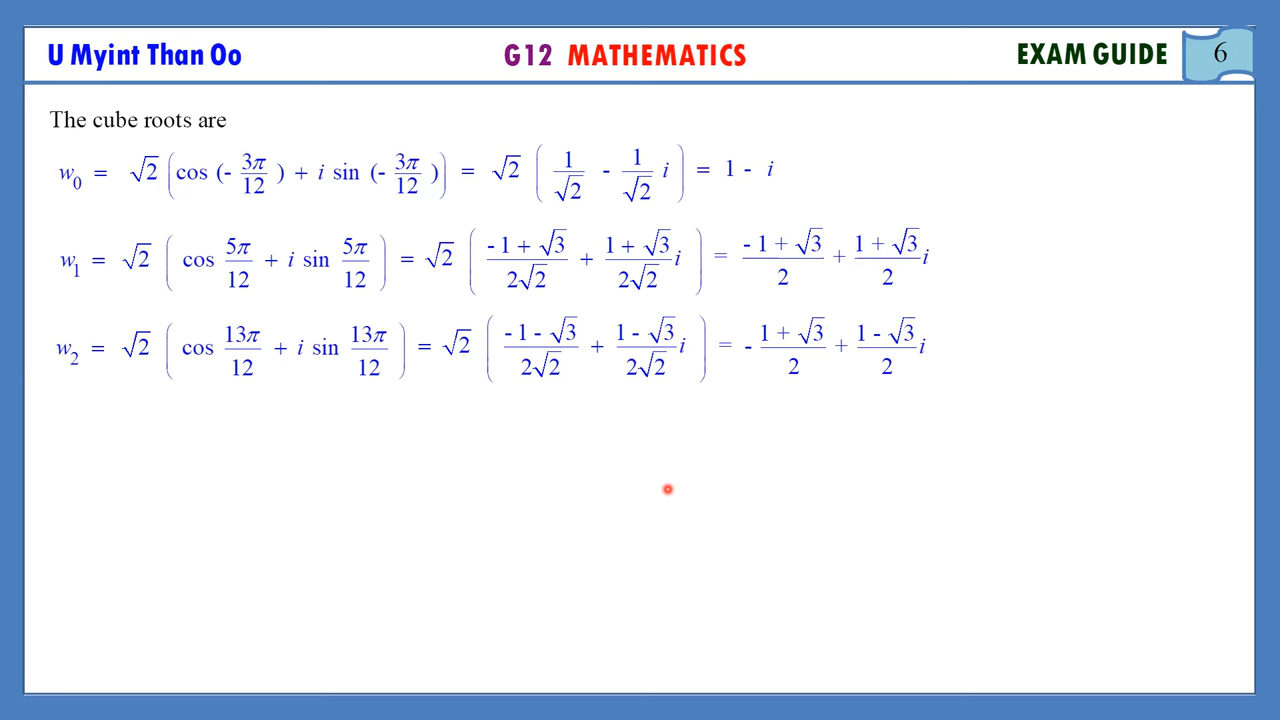 U Myint Than Oo G12 MATHEMATICS EXAM GUIDE 6
The cube roots are
w₀ = √2 (cos (- 3π/12) + i sin (- 3π/12)) = √2 (1/√2 - 1/√2 i) = 1 - i
w₁ = √2 (cos 5π/12 + i sin 5π/12) = √2 ((-1 + √3)/(2√2) + (1 + √3)/(2√2) i) = (-1 + √3)/2 + (1 + √3)/2 i
w₂ = √2 (cos 13π/12 + i sin 13π/12) = √2 ((-1 - √3)/(2√2) + (1 - √3)/(2√2) i) = - (1 + √3)/2 + (1 - √3)/2 i